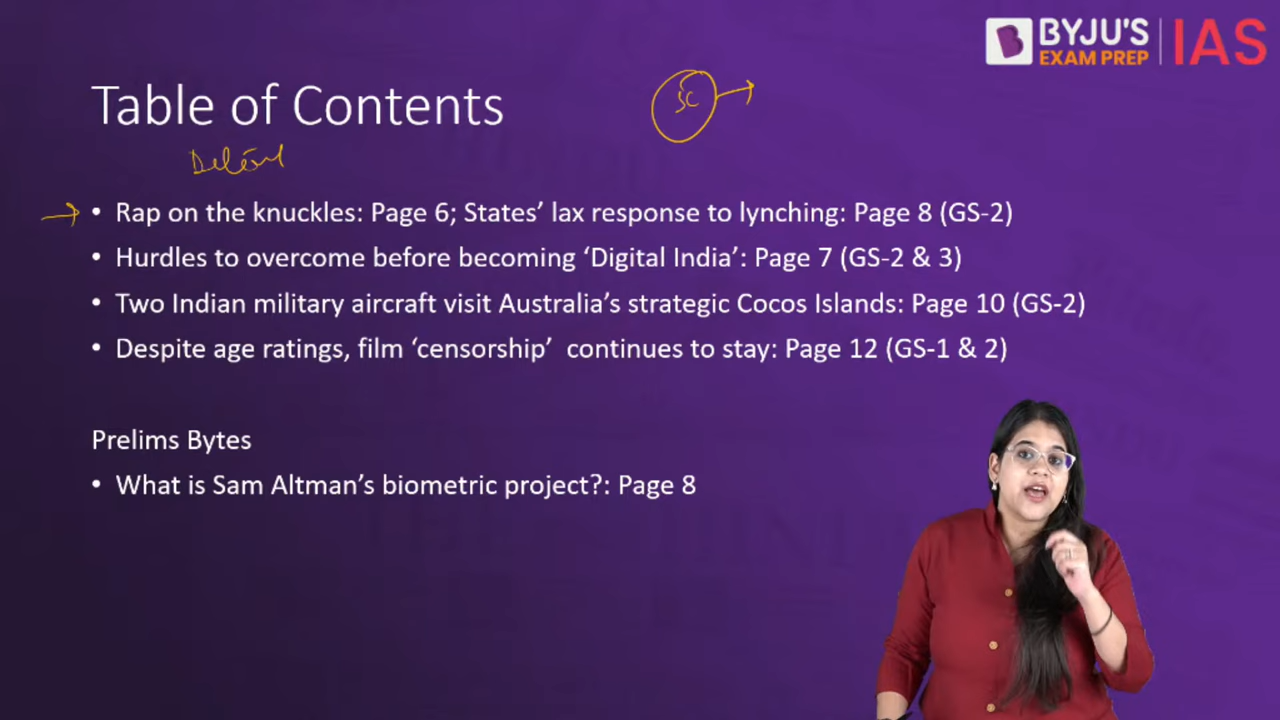 BYJU'S
EXAM PREP
IAS
Table of Contents
SC
• Rap on the knuckles: Page 6; States' lax response to lynching: Page 8 (GS-2)
• Hurdles to overcome before becoming 'Digital India': Page 7 (GS-2 & 3)
• Two Indian military aircraft visit Australia's strategic Cocos Islands: Page 10 (GS-2)
• Despite age ratings, film 'censorship'  continues to stay: Page 12 (GS-1 & 2)
Prelims Bytes
• What is Sam Altman's biometric project?: Page 8